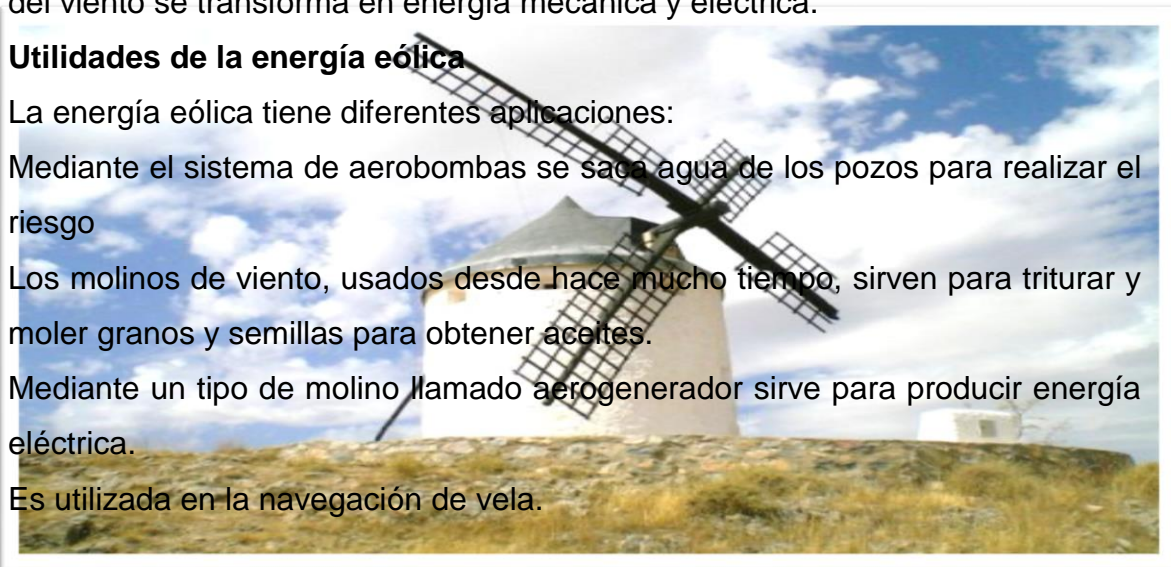 del viento se transforma en energía mecánica y eléctrica.
Utilidades de la energía eólica
La energía eólica tiene diferentes aplicaciones:
Mediante el sistema de aerobombas se saca agua de los pozos para realizar el
riesgo
Los molinos de viento, usados desde hace mucho tiempo, sirven para triturar y
moler granos y semillas para obtener aceites.
Mediante un tipo de molino llamado aerogenerador sirve para producir energía
eléctrica.
Es utilizada en la navegación de vela.